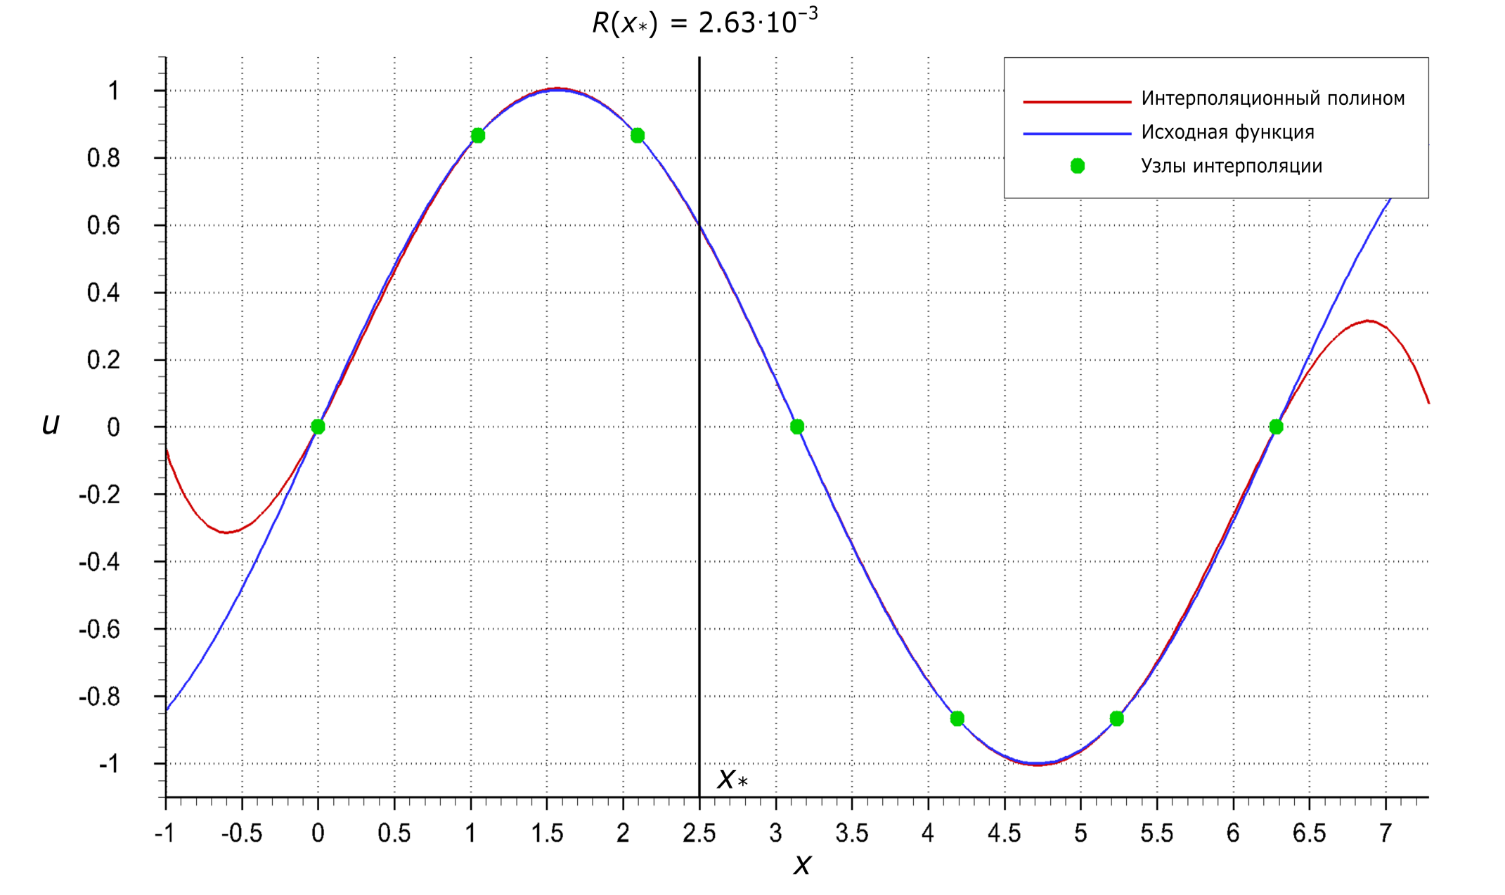 R(x*) = 2.63·10⁻³
Интерполяционный полином
Исходная функция
Узлы интерполяции
1
0.8
0.6
0.4
0.2
0
-0.2
-0.4
-0.6
-0.8
-1
u
x*
-1 -0.5 0 0.5 1 1.5 2 2.5 3 3.5 4 4.5 5 5.5 6 6.5 7
x